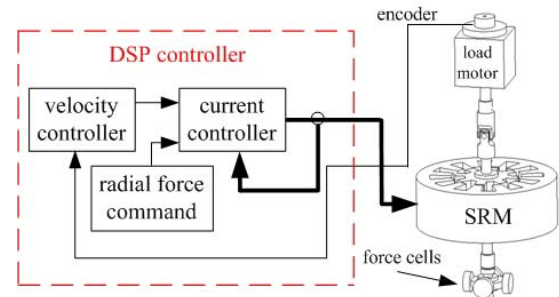 encoder
DSP controller
load
motor
velocity
controller
current
controller
radial force
command
SRM
force cells